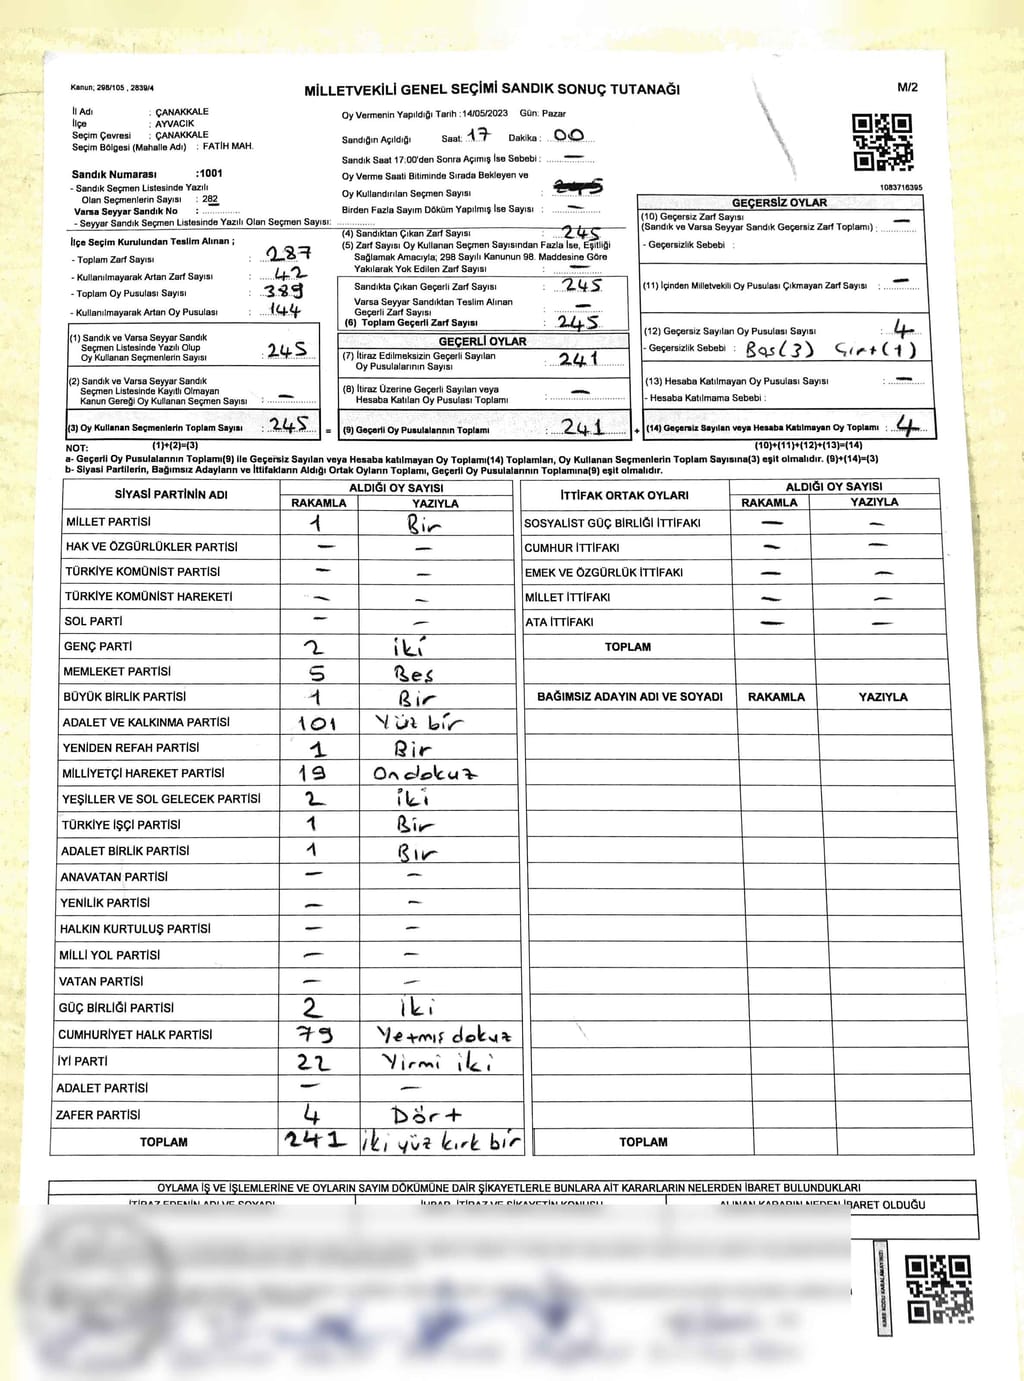 Kanun; 298/105 , 2839/4
MİLLETVEKİLİ GENEL SEÇİMİ SANDIK SONUÇ TUTANAĞI
M/2
İl Adı : ÇANAKKALE
İlçe : AYVACIK
Seçim Çevresi : ÇANAKKALE
Seçim Bölgesi (Mahalle Adı) : FATİH MAH.
Sandık Numarası :1001
- Sandık Seçmen Listesinde Yazılı
Olan Seçmenlerin Sayısı : 282
Varsa Seyyar Sandık No :
- Seyyar Sandık Seçmen Listesinde Yazılı Olan Seçmen Sayısı:
İlçe Seçim Kurulundan Teslim Alınan ;
- Toplam Zarf Sayısı : 287
- Kullanılmayarak Artan Zarf Sayısı : 42
- Toplam Oy Pusulası Sayısı : 389
- Kullanılmayarak Artan Oy Pusulası : 144
(1) Sandık ve Varsa Seyyar Sandık
Seçmen Listesinde Yazılı Olup
Oy Kullanan Seçmenlerin Sayısı : 245
(2) Sandık ve Varsa Seyyar Sandık
Seçmen Listesinde Kayıtlı Olmayan
Kanun Gereği Oy Kullanan Seçmen Sayısı : —
(3) Oy Kullanan Seçmenlerin Toplam Sayısı : 245 =
Oy Vermenin Yapıldığı Tarih :14/05/2023 Gün: Pazar
Sandığın Açıldığı Saat: 17 Dakika : 00
Sandık Saat 17:00'den Sonra Açımış İse Sebebi : —
Oy Verme Saati Bitiminde Sırada Bekleyen ve
Oy Kullandırılan Seçmen Sayısı :
Birden Fazla Sayım Döküm Yapılmış İse Sayısı : —
(4) Sandıktan Çıkan Zarf Sayısı : 245
(5) Zarf Sayısı Oy Kullanan Seçmen Sayısından Fazla İse, Eşitliği
Sağlamak Amacıyla; 298 Sayılı Kanunun 98. Maddesine Göre
Yakılarak Yok Edilen Zarf Sayısı : —
Sandıkta Çıkan Geçerli Zarf Sayısı : 245
Varsa Seyyar Sandıktan Teslim Alınan
Geçerli Zarf Sayısı : —
(6) Toplam Geçerli Zarf Sayısı : 245
GEÇERLİ OYLAR
(7) İtiraz Edilmeksizin Geçerli Sayılan
Oy Pusulalarının Sayısı : 241
(8) İtiraz Üzerine Geçerli Sayılan veya
Hesaba Katılan Oy Pusulası Toplamı : —
(9) Geçerli Oy Pusulalannın Toplamı : 241 +
1083716395
GEÇERSİZ OYLAR
(10) Geçersiz Zarf Sayısı
(Sandık ve Varsa Seyyar Sandık Geçersiz Zarf Toplamı) : —
- Geçersizlik Sebebi :
(11) İçinden Milletvekili Oy Pusulası Çıkmayan Zarf Sayısı : —
(12) Geçersiz Sayılan Oy Pusulası Sayısı : 4
- Geçersizlik Sebebi : Boş(3) Çırt(1)
(13) Hesaba Katılmayan Oy Pusulası Sayısı : —
- Hesaba Katılmama Sebebi :
(14) Geçersiz Sayılan veya Hesaba Katılmayan Oy Toplamı : 4
NOT: (1)+(2)=(3) (10)+(11)+(12)+(13)=(14)
a- Geçerli Oy Pusulalarının Toplamı(9) ile Geçersiz Sayılan veya Hesaba katılmayan Oy Toplamı(14) Toplamları, Oy Kullanan Seçmenlerin Toplam Sayısına(3) eşit olmalıdır. (9)+(14)=(3)
b- Siyasi Partilerin, Bağımsız Adayların ve İttifakların Aldığı Ortak Oyların Toplamı, Geçerli Oy Pusulalarının Toplamına(9) eşit olmalıdır.
SİYASİ PARTİNİN ADI ALDIĞI OY SAYISI
RAKAMLA YAZIYLA
MİLLET PARTİSİ 1 Bir
HAK VE ÖZGÜRLÜKLER PARTİSİ — —
TÜRKİYE KOMÜNİST PARTİSİ — —
TÜRKİYE KOMÜNİST HAREKETİ — —
SOL PARTİ — —
GENÇ PARTİ 2 iki
MEMLEKET PARTİSİ 5 Beş
BÜYÜK BİRLİK PARTİSİ 1 Bir
ADALET VE KALKINMA PARTİSİ 101 Yüz bir
YENİDEN REFAH PARTİSİ 1 Bir
MİLLİYETÇİ HAREKET PARTİSİ 19 On dokuz
YEŞİLLER VE SOL GELECEK PARTİSİ 2 iki
TÜRKİYE İŞÇİ PARTİSİ 1 Bir
ADALET BİRLİK PARTİSİ 1 Bır
ANAVATAN PARTİSİ — —
YENİLİK PARTİSİ — —
HALKIN KURTULUŞ PARTİSİ — —
MİLLİ YOL PARTİSİ — —
VATAN PARTİSİ — —
GÜÇ BİRLİĞİ PARTİSİ 2 iki
CUMHURİYET HALK PARTİSİ 79 Yetmiş dokuz
İYİ PARTİ 22 Yirmi iki
ADALET PARTİSİ — —
ZAFER PARTİSİ 4 Dört
TOPLAM 241 iki yüz kırk bir
İTTİFAK ORTAK OYLARI ALDIĞI OY SAYISI
RAKAMLA YAZIYLA
SOSYALİST GÜÇ BİRLİĞİ İTTİFAKI — —
CUMHUR İTTİFAKI — —
EMEK VE ÖZGÜRLÜK İTTİFAKI — —
MİLLET İTTİFAKI — —
ATA İTTİFAKI — —
TOPLAM
BAĞIMSIZ ADAYIN ADI VE SOYADI RAKAMLA YAZIYLA
TOPLAM
OYLAMA İŞ VE İŞLEMLERİNE VE OYLARIN SAYIM DÖKÜMÜNE DAİR ŞİKAYETLERLE BUNLARA AİT KARARLARIN NELERDEN İBARET BULUNDUKLARI
İTİRAZ EDENİN ADI VE SOYADI İHBAR, İTİRAZ VE ŞİKAYETİN KONUSU ALINAN KARARIN NEDEN İBARET OLDUĞU
KARE KODU KARALAMAYINIZ!